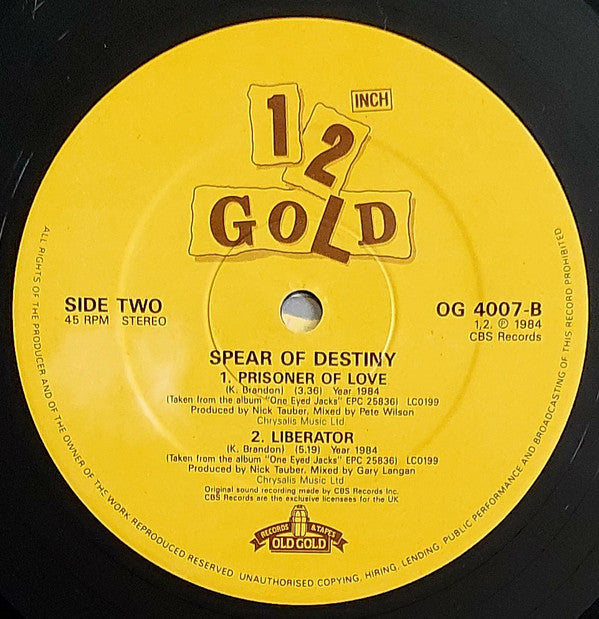 12 INCH
GOLD
SIDE TWO
45 RPM STEREO
OG 4007-B
1,2. ℗ 1984
CBS Records
SPEAR OF DESTINY
1. PRISONER OF LOVE
(K. Brandon) (3.36) Year 1984
(Taken from the album "One Eyed Jacks" EPC 25836) LC0199
Produced by Nick Tauber, Mixed by Pete Wilson
Chrysalis Music Ltd.
2. LIBERATOR
(K. Brandon) (5.19) Year 1984
(Taken from the album "One Eyed Jacks" EPC 25836) LC0199
Produced by Nick Tauber. Mixed by Gary Langan
Chrysalis Music Ltd
Original sound recording made by CBS Records Inc.
CBS Records are the exclusive licensees for the UK
RECORDS & TAPES
OLD GOLD
ALL RIGHTS OF THE PRODUCER AND OF THE OWNER OF THE WORK REPRODUCED RESERVED. UNAUTHORISED COPYING, HIRING, LENDING, PUBLIC PERFORMANCE AND BROADCASTING OF THIS RECORD PROHIBITED